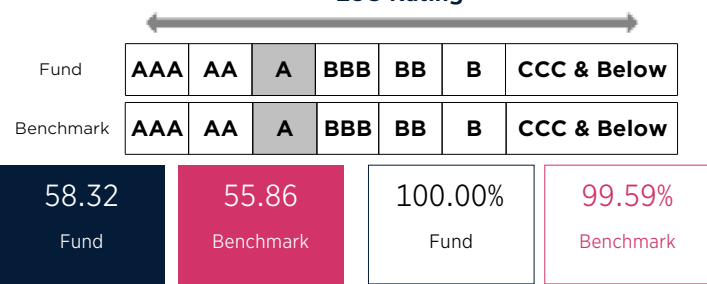 Fund AAA AA A BBB BB B CCC & Below
Benchmark AAA AA A BBB BB B CCC & Below
58.32 55.86 100.00% 99.59%
Fund Benchmark Fund Benchmark